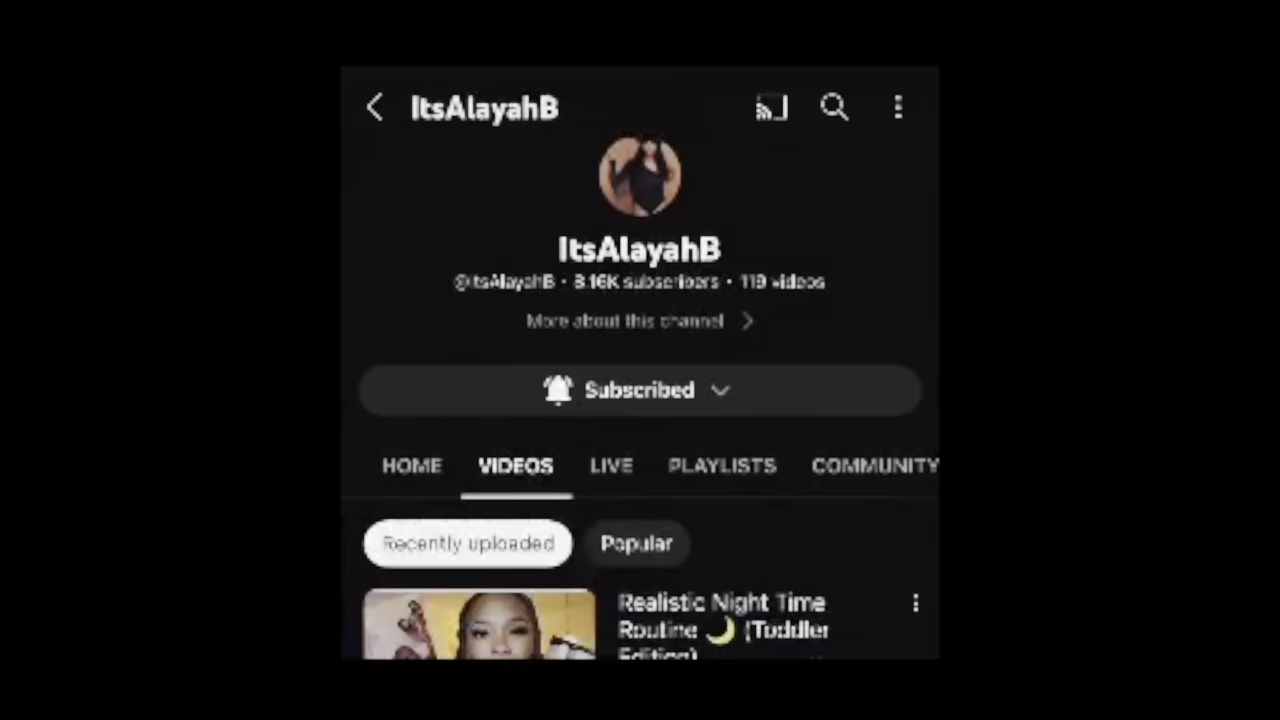 ItsAlayahB
ItsAlayahB
@ItsAlayahB · 8.16K subscribers · 119 videos
More about this channel
Subscribed
HOME VIDEOS LIVE PLAYLISTS COMMUNITY
Recently uploaded Popular
Realistic Night Time
Routine 🌙 (Toddler
Edition)